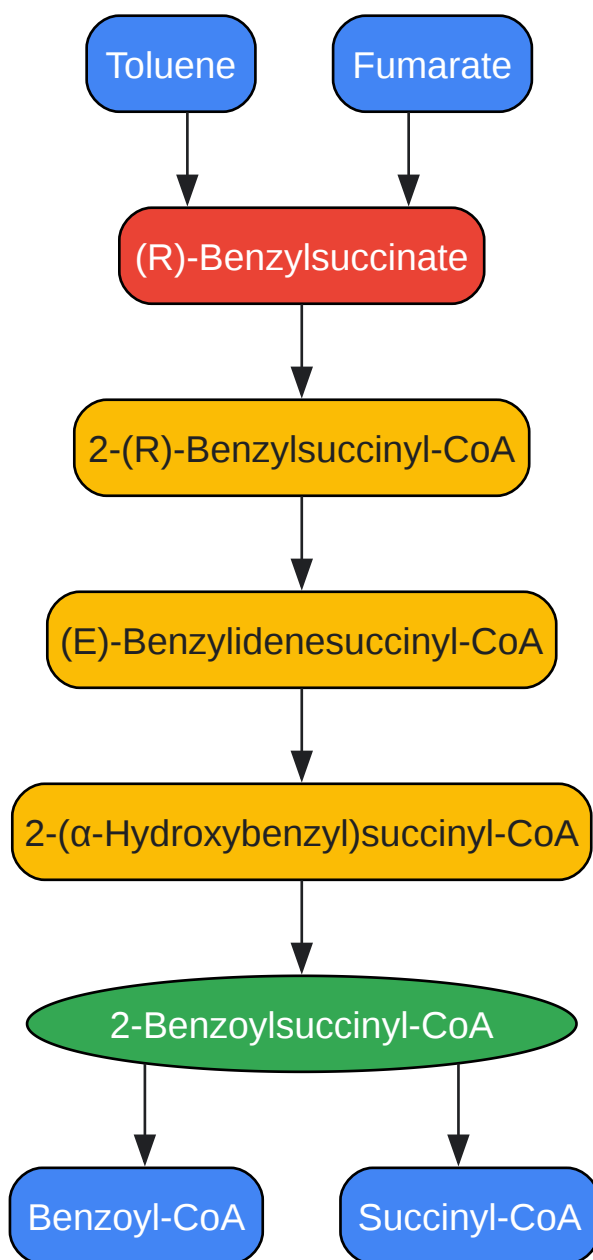 Toluene
Fumarate
(R)-Benzylsuccinate
2-(R)-Benzylsuccinyl-CoA
(E)-Benzylidenesuccinyl-CoA
2-(α-Hydroxybenzyl)succinyl-CoA
2-Benzoylsuccinyl-CoA
Benzoyl-CoA
Succinyl-CoA